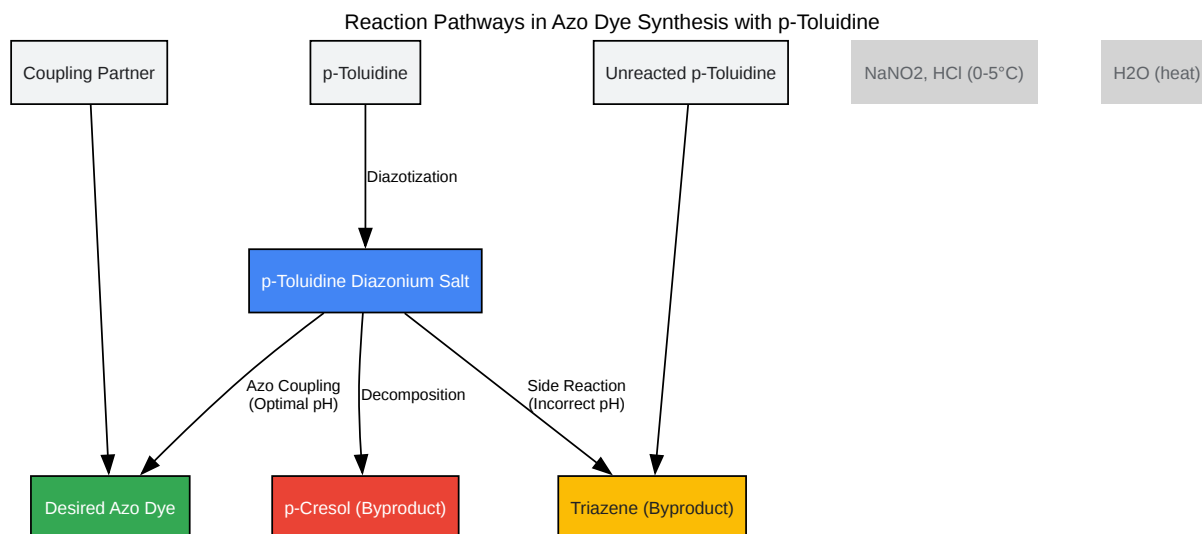 Reaction Pathways in Azo Dye Synthesis with p-Toluidine
Coupling Partner
p-Toluidine
Unreacted p-Toluidine
NaNO2, HCl (0-5°C)
H2O (heat)
Diazotization
p-Toluidine Diazonium Salt
Azo Coupling
(Optimal pH)
Decomposition
Side Reaction
(Incorrect pH)
Desired Azo Dye
p-Cresol (Byproduct)
Triazene (Byproduct)